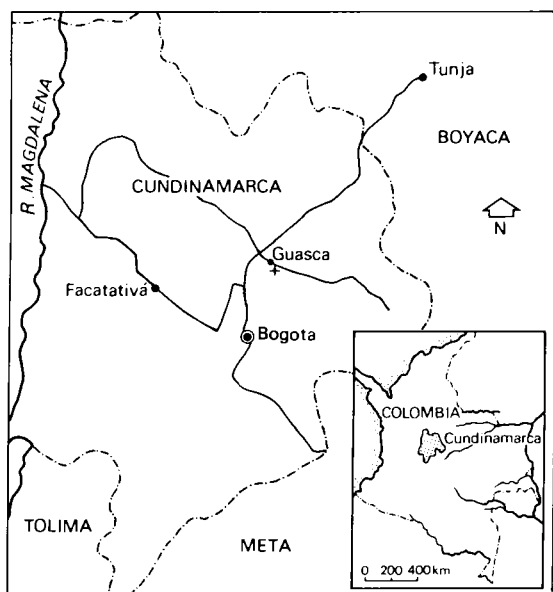 Tunja
R. MAGDALENA
BOYACA
CUNDINAMARCA
N
Guasca
Facatativá
Bogota
COLOMBIA
Cundinamarca
TOLIMA
META
0 200 400km